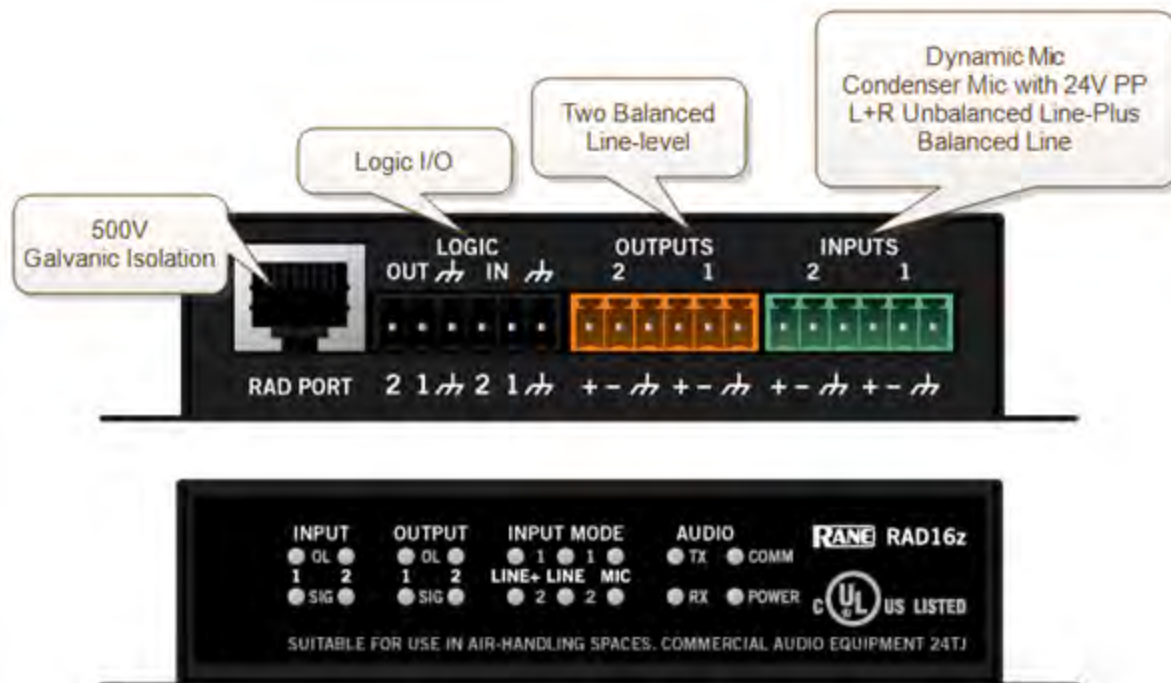 Dynamic Mic
Condenser Mic with 24V PP
L+R Unbalanced Line-Plus
Balanced Line
Two Balanced
Line-level
Logic I/O
500V
Galvanic Isolation
LOGIC
OUT IN
OUTPUTS
2 1
INPUTS
2 1
RAD PORT
2 1 2 1
+ - + -
+ - + -
INPUT
OL
1 2
SIG
OUTPUT
OL
1 2
SIG
INPUT MODE
1 1
LINE+ LINE MIC
2 2
AUDIO
TX COMM
RX POWER
RANE RAD16z
C UL US LISTED
SUITABLE FOR USE IN AIR-HANDLING SPACES. COMMERCIAL AUDIO EQUIPMENT 24TJ